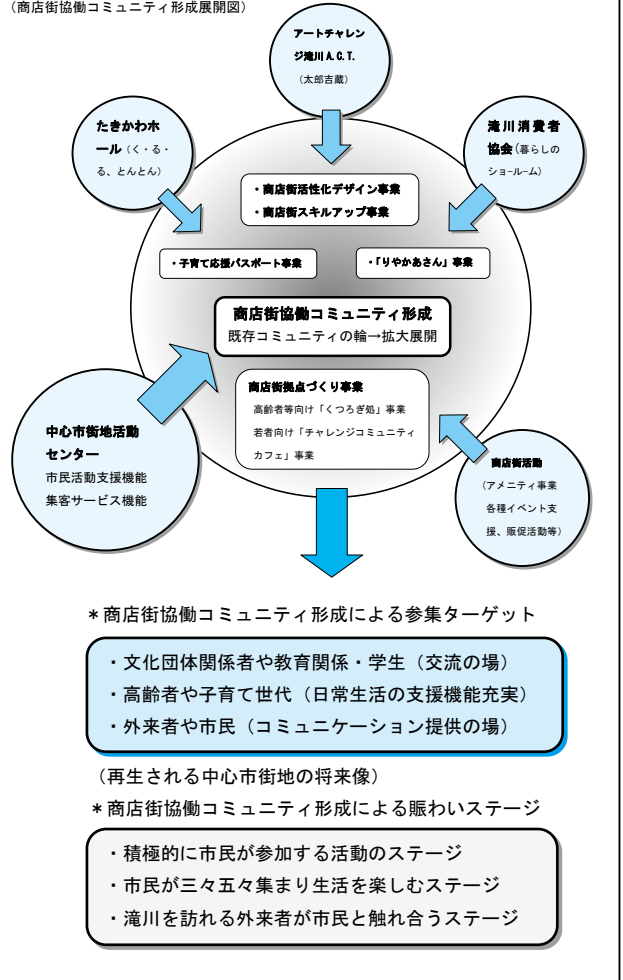 （商店街協働コミュニティ形成展開図）
アートチャレン
ジ滝川 A.C.T.
（太郎吉蔵）
たきかわホ
ール（く・る・
る、とんとん）
滝川消費者
協会（暮らしの
ショールーム）
・商店街活性化デザイン事業
・商店街スキルアップ事業
・子育て応援パスポート事業
・「りやかあさん」事業
商店街協働コミュニティ形成
既存コミュニティの輪→拡大展開
商店街拠点づくり事業
高齢者等向け「くつろぎ処」事業
若者向け「チャレンジコミュニティ
カフェ」事業
中心市街地活動
センター
市民活動支援機能
集客サービス機能
商店街活動
（アメニティ事業
各種イベント支
援、販促活動等）
＊商店街協働コミュニティ形成による参集ターゲット
・文化団体関係者や教育関係・学生（交流の場）
・高齢者や子育て世代（日常生活の支援機能充実）
・外来者や市民（コミュニケーション提供の場）
（再生される中心市街地の将来像）
＊商店街協働コミュニティ形成による賑わいステージ
・積極的に市民が参加する活動のステージ
・市民が三々五々集まり生活を楽しむステージ
・滝川を訪れる外来者が市民と触れ合うステージ